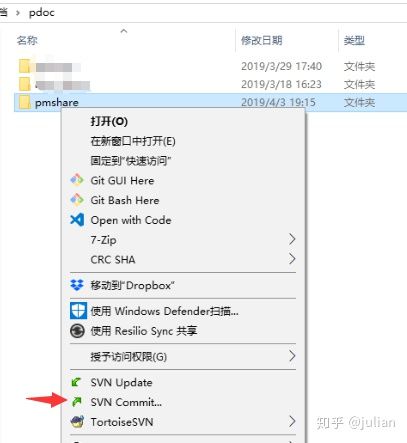 档 › pdoc
名称 修改日期 类型
2019/3/29 17:40 文件夹
2019/3/18 16:23 文件夹
pmshare 2019/4/3 19:15 文件夹
打开(O)
在新窗口中打开(E)
固定到"快速访问"
Git GUI Here
Git Bash Here
Open with Code
7-Zip
CRC SHA
移动到"Dropbox"
使用 Windows Defender扫描...
使用 Resilio Sync 共享
授予访问权限(G)
SVN Update
SVN Commit...
TortoiseSVN
知乎 @julian